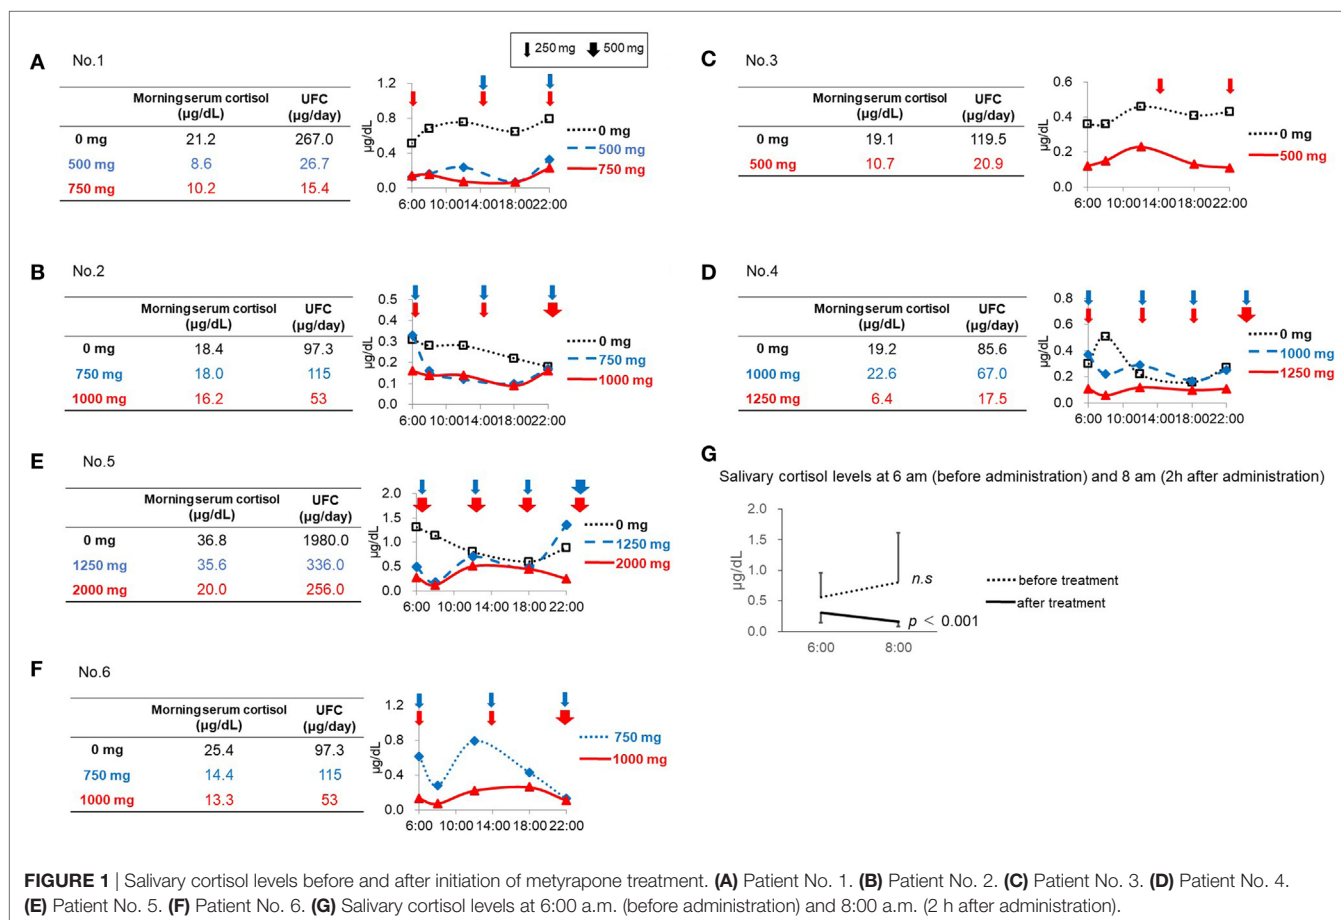 250 mg 500 mg
A No.1
Morning serum cortisol (µg/dL) UFC (µg/day)
0 mg 21.2 267.0
500 mg 8.6 26.7
750 mg 10.2 15.4
µg/dL
1.2
0.8
0.4
0.0
6:00 10:00 14:00 18:00 22:00
0 mg
500 mg
750 mg
B No.2
Morning serum cortisol (µg/dL) UFC (µg/day)
0 mg 18.4 97.3
750 mg 18.0 115
1000 mg 16.2 53
µg/dL
0.5
0.4
0.3
0.2
0.1
0.0
6:00 10:00 14:00 18:00 22:00
0 mg
750 mg
1000 mg
C No.3
Morning serum cortisol (µg/dL) UFC (µg/day)
0 mg 19.1 119.5
500 mg 10.7 20.9
µg/dL
0.6
0.4
0.2
0.0
6:00 10:00 14:00 18:00 22:00
0 mg
500 mg
D No.4
Morning serum cortisol (µg/dL) UFC (µg/day)
0 mg 19.2 85.6
1000 mg 22.6 67.0
1250 mg 6.4 17.5
µg/dL
0.8
0.6
0.4
0.2
0.0
6:00 10:00 14:00 18:00 22:00
0 mg
1000 mg
1250 mg
E No.5
Morning serum cortisol (µg/dL) UFC (µg/day)
0 mg 36.8 1980.0
1250 mg 35.6 336.0
2000 mg 20.0 256.0
µg/dL
2.0
1.5
1.0
0.5
0.0
6:00 10:00 14:00 18:00 22:00
0 mg
1250 mg
2000 mg
F No.6
Morning serum cortisol (µg/dL) UFC (µg/day)
0 mg 25.4 97.3
750 mg 14.4 115
1000 mg 13.3 53
µg/dL
1.2
0.8
0.4
0.0
6:00 10:00 14:00 18:00 22:00
750 mg
1000 mg
G
Salivary cortisol levels at 6 am (before administration) and 8 am (2h after administration)
µg/dL
2.0
1.5
1.0
0.5
0.0
6:00 8:00
n.s
p < 0.001
before treatment
after treatment
FIGURE 1 | Salivary cortisol levels before and after initiation of metyrapone treatment. (A) Patient No. 1. (B) Patient No. 2. (C) Patient No. 3. (D) Patient No. 4.
(E) Patient No. 5. (F) Patient No. 6. (G) Salivary cortisol levels at 6:00 a.m. (before administration) and 8:00 a.m. (2 h after administration).